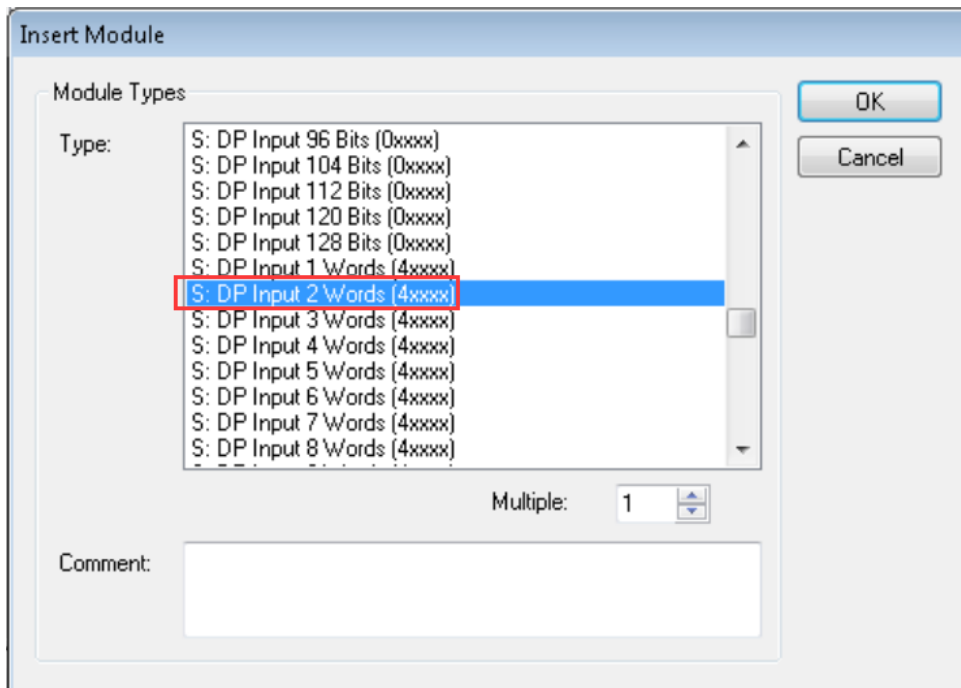 Insert Module
Module Types
OK
Type:
S: DP Input 96 Bits (0xxxx)
S: DP Input 104 Bits (0xxxx)
Cancel
S: DP Input 112 Bits (0xxxx)
S: DP Input 120 Bits (0xxxx)
S: DP Input 128 Bits (0xxxx)
S: DP Input 1 Words (4xxxx)
S: DP Input 2 Words (4xxxx)
S: DP Input 3 Words (4xxxx)
S: DP Input 4 Words (4xxxx)
S: DP Input 5 Words (4xxxx)
S: DP Input 6 Words (4xxxx)
S: DP Input 7 Words (4xxxx)
S: DP Input 8 Words (4xxxx)
Multiple: 1
Comment: